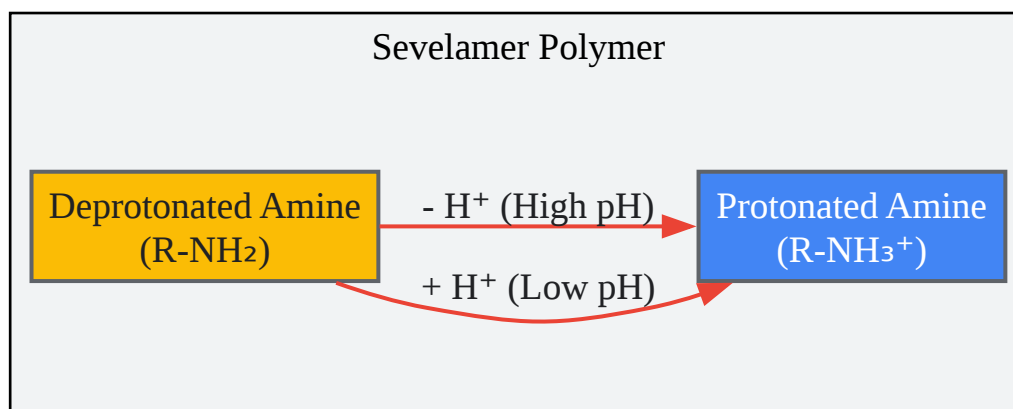 Sevelamer Polymer
Deprotonated Amine
(R-NH₂)
- H⁺ (High pH)
+ H⁺ (Low pH)
Protonated Amine
(R-NH₃⁺)